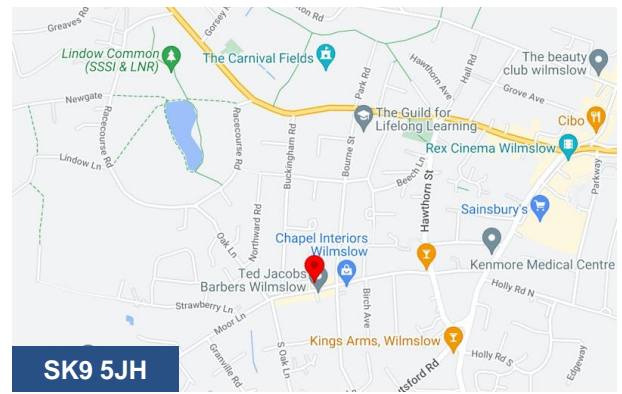 Greaves Rd
Gorsey Rd
on Rd
Lindow Common
(SSSI & LNR)
The Carnival Fields
Park Rd
Hawthorn Ave
Hall Rd
The beauty
club wilmslow
Newgate
Racecourse Rd
Racecourse Rd
Buckingham Rd
Grove Ave
The Guild for
Lifelong Learning
Cibo
Rex Cinema Wilmslow
Bourne St
Lindow Ln
Beech Ln
Parkway
Hawthorn St
Northward Rd
Oak Ln
Sainsbury's
Chapel Interiors
Wilmslow
Kenmore Medical Centre
Ted Jacobs
Barbers Wilmslow
Holly Rd N
Strawberry Ln
Moor Ln
Birch Ave
Kings Arms, Wilmslow
Granville Rd
S Oak Ln
Holly Rd S
Edgeway
utsford Rd
SK9 5JH